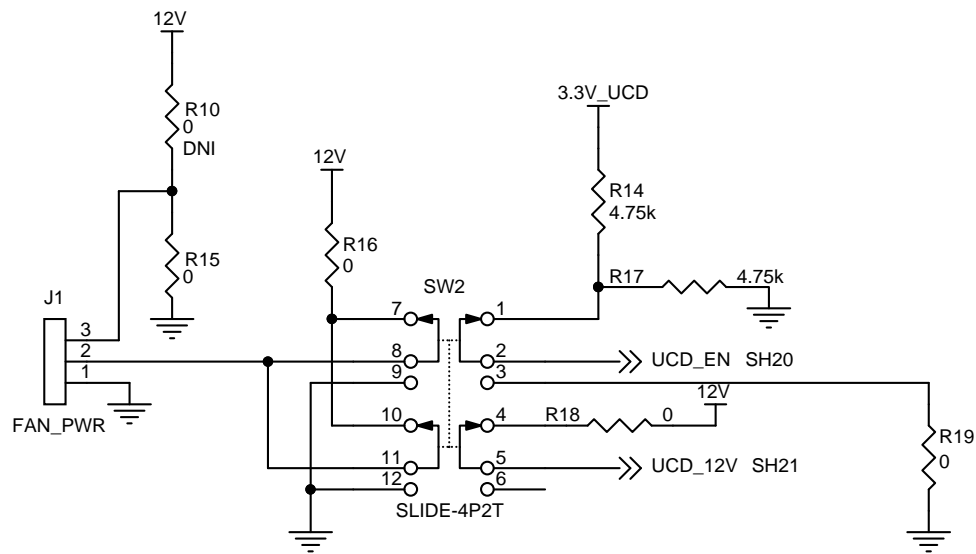 12V
R10
0
DNI
3.3V_UCD
12V
R14
4.75k
R15
0
R16
0
R17 4.75k
J1
SW2
3
2
1
FAN_PWR
7 1
8 2
9 3
UCD_EN SH20
12V
10 4
R18 0
11 5
UCD_12V SH21
12 6
R19
0
SLIDE-4P2T